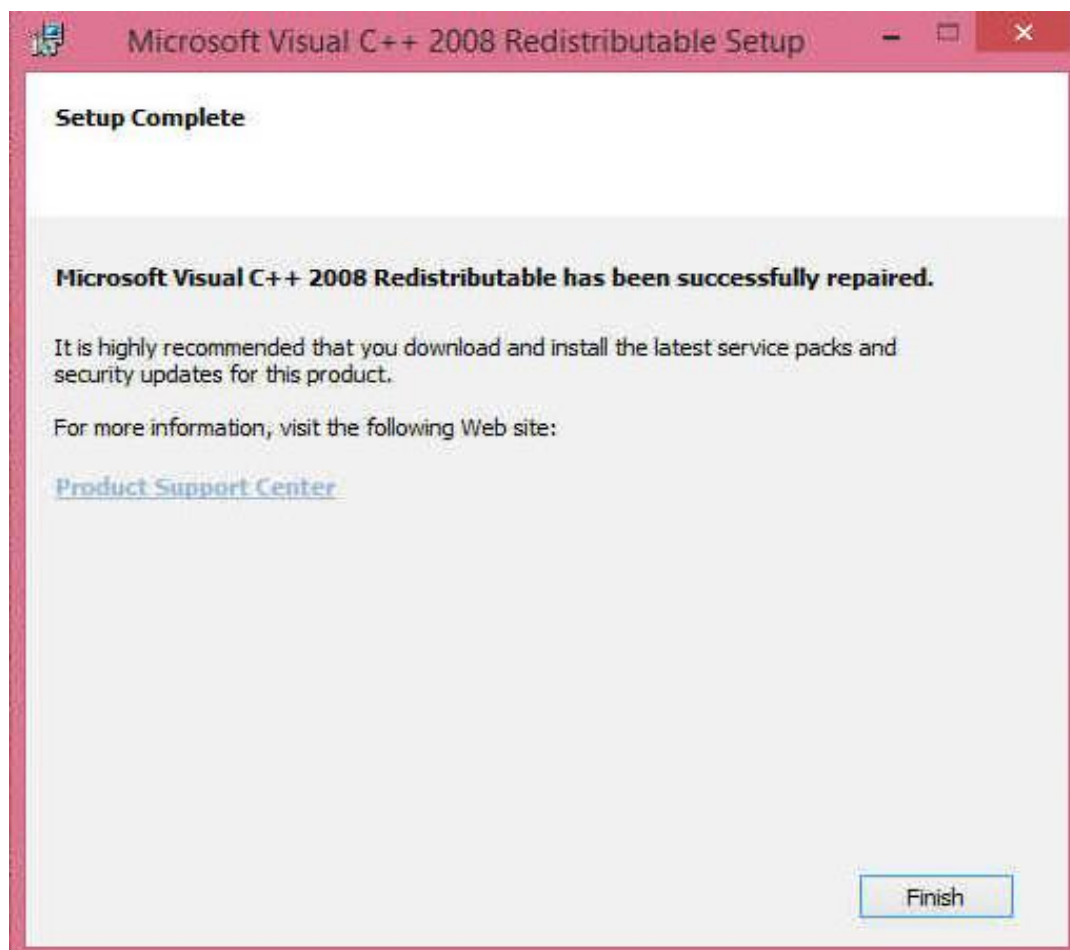 Microsoft Visual C++ 2008 Redistributable Setup
Setup Complete
Microsoft Visual C++ 2008 Redistributable has been successfully repaired.
It is highly recommended that you download and install the latest service packs and
security updates for this product.
For more information, visit the following Web site:
Product Support Center
Finish